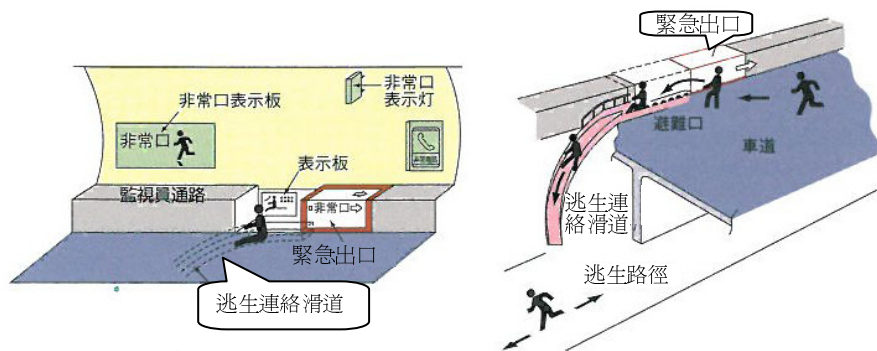 非常口表示板
非常口
非常口
表示灯
表示板
監視員通路
非常口
緊急出口
逃生連絡滑道
緊急出口
避難口
車道
逃生連
絡滑道
逃生路徑